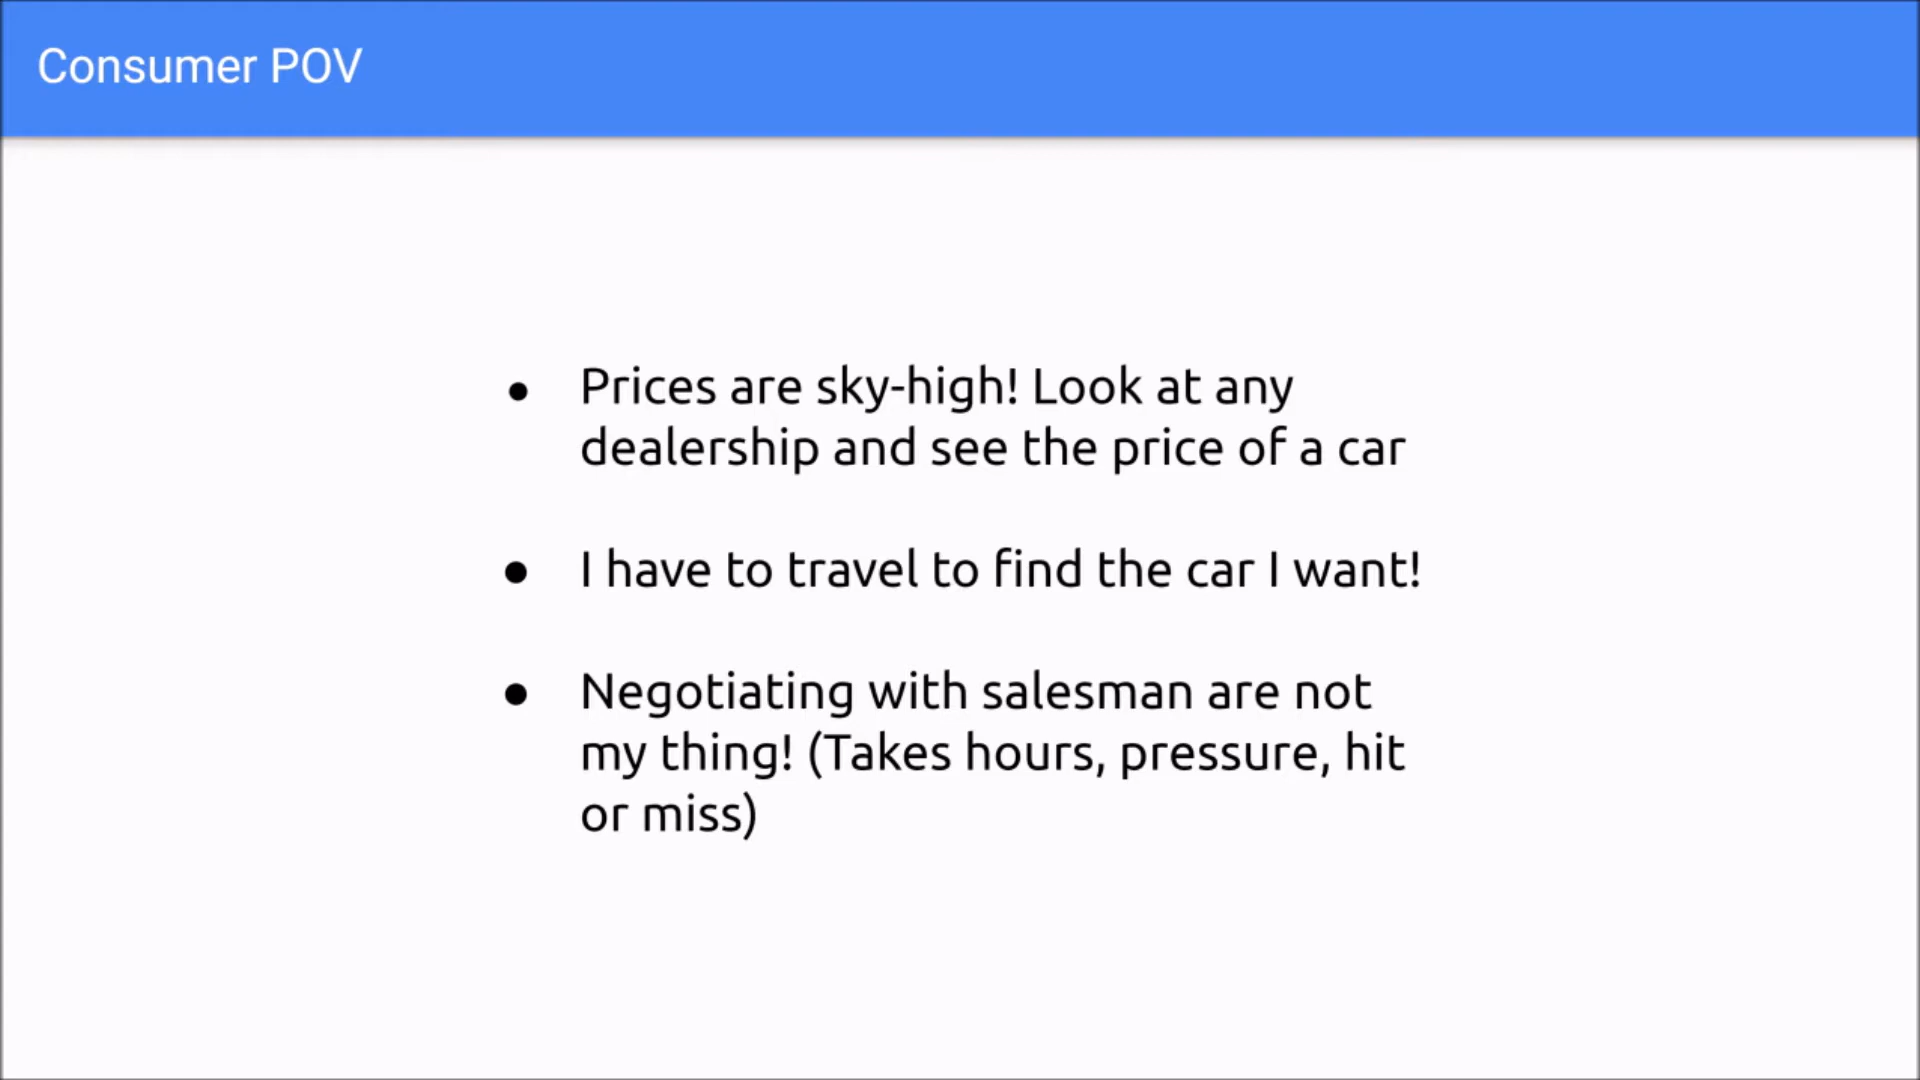 Consumer POV
● Prices are sky-high! Look at any
dealership and see the price of a car
● I have to travel to find the car I want!
● Negotiating with salesman are not
my thing! (Takes hours, pressure, hit
or miss)